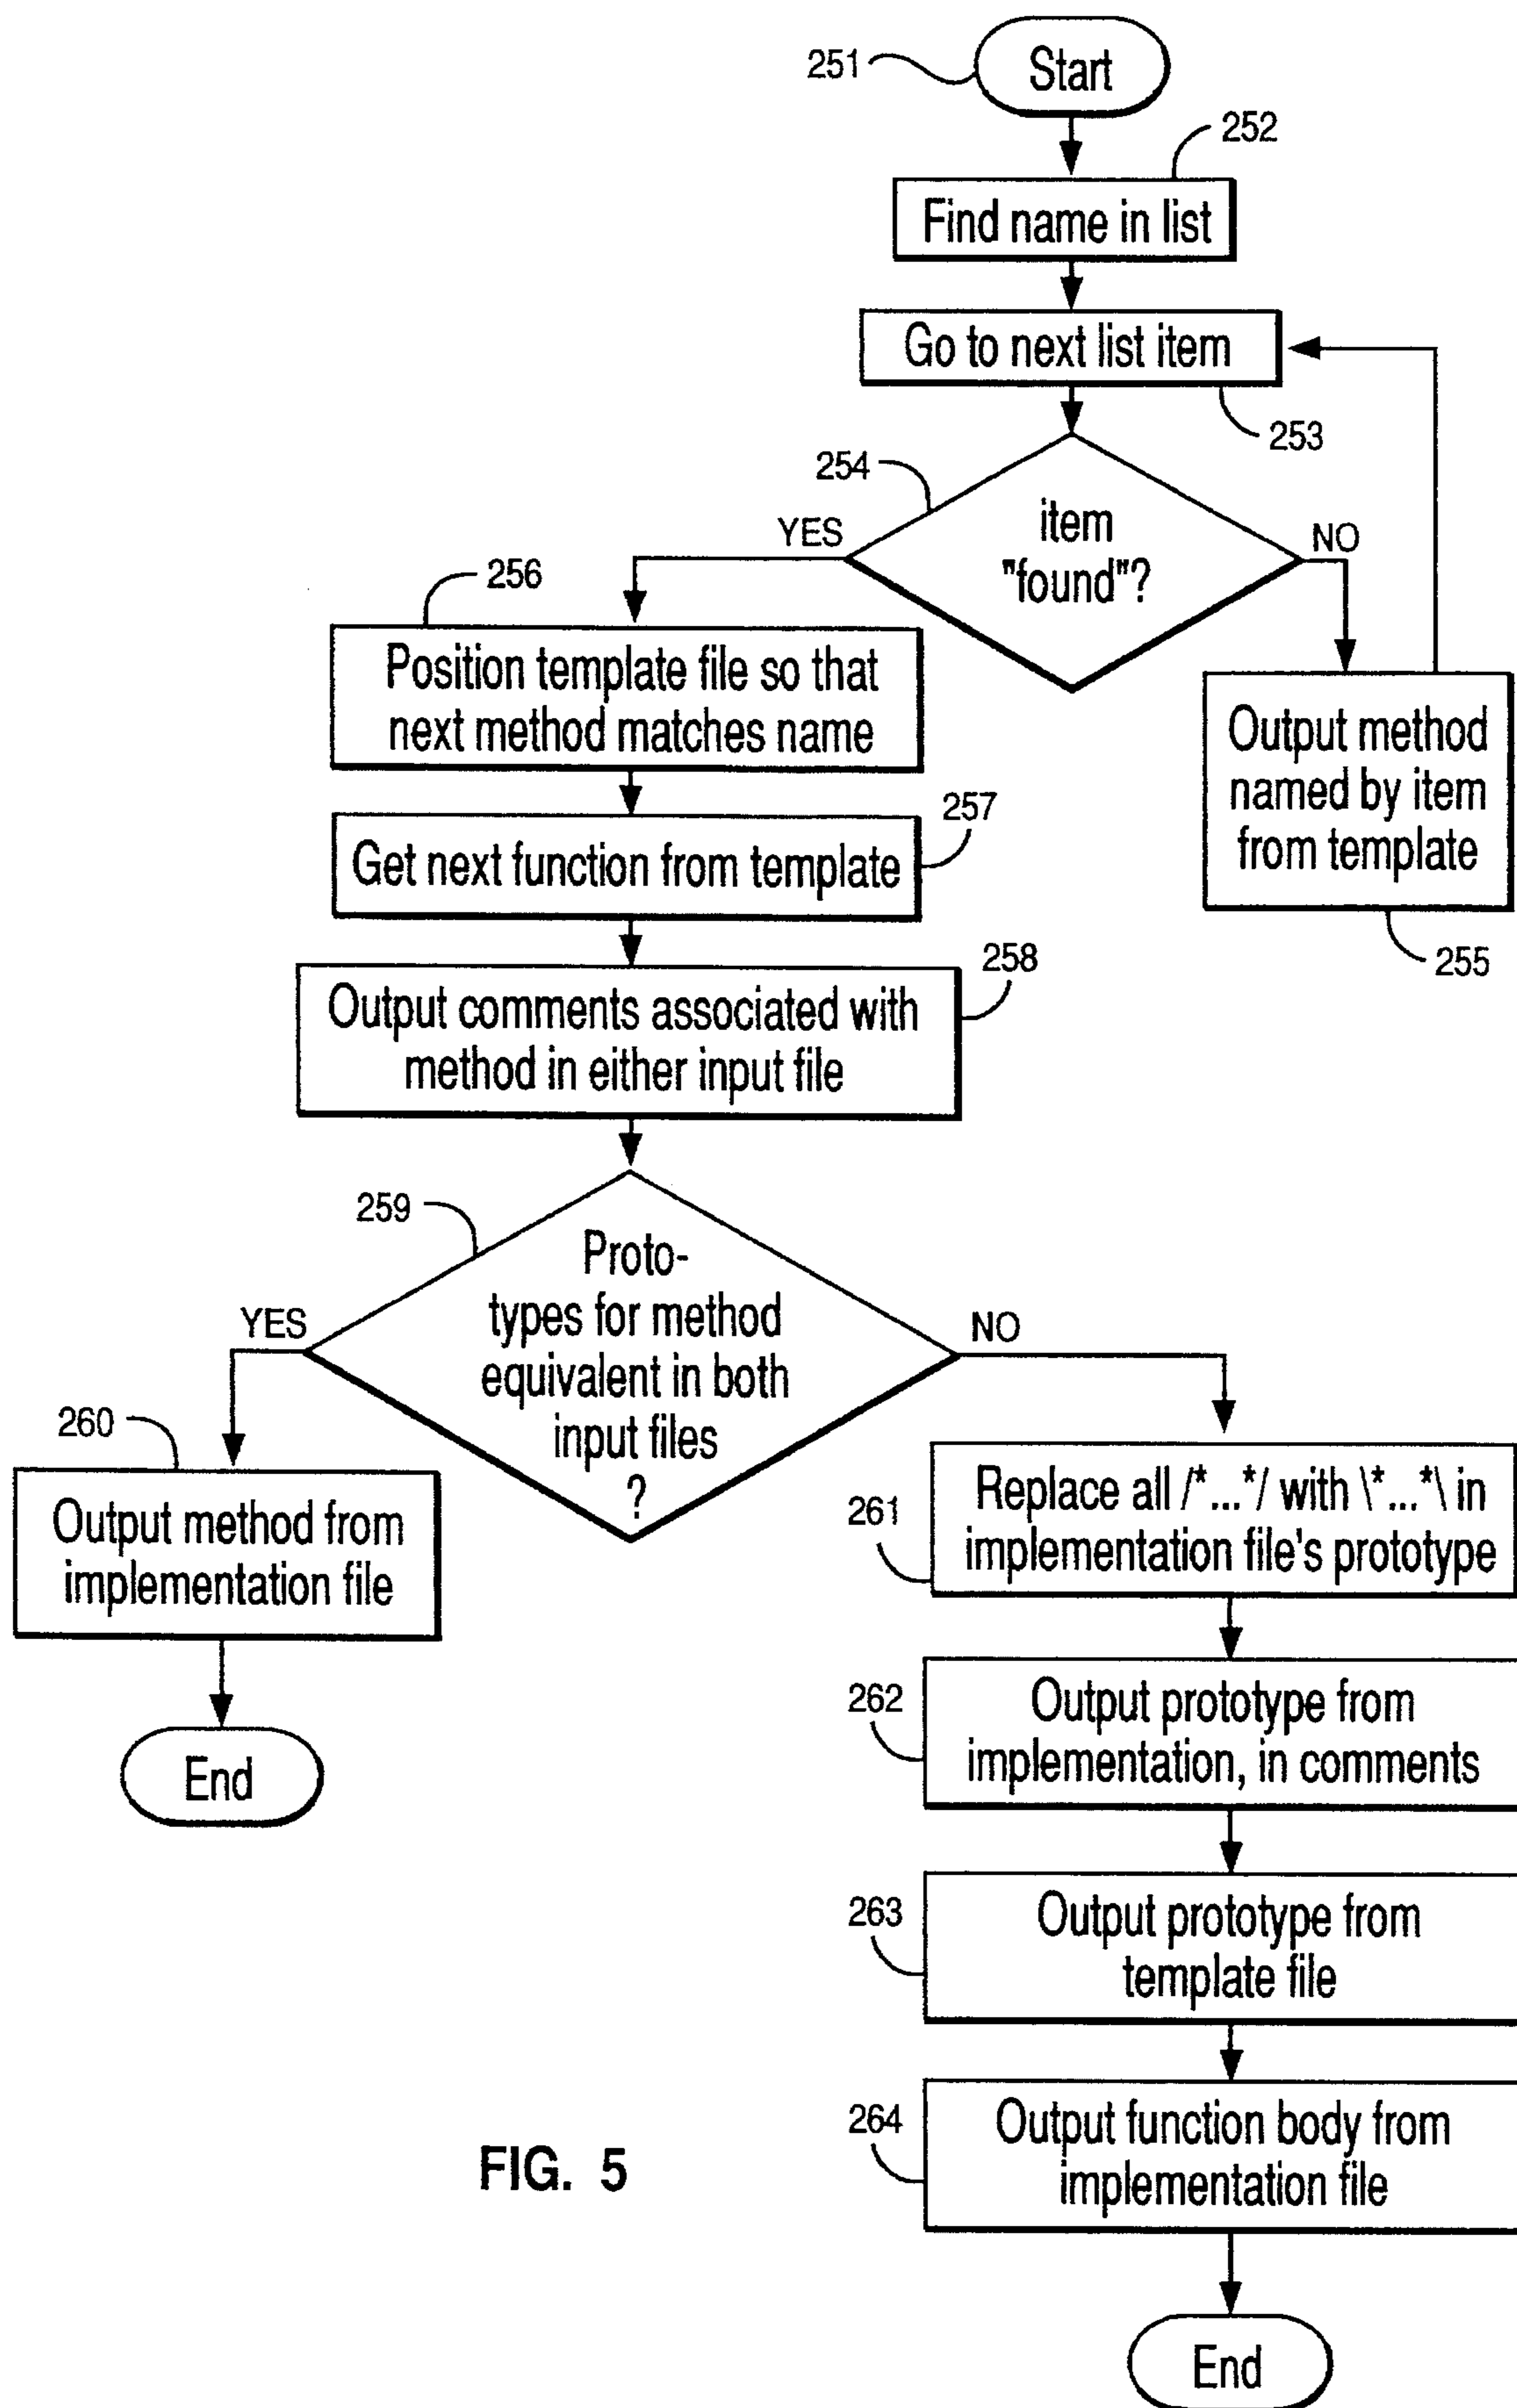 251
Start
252
Find name in list
Go to next list item
253
254
item
"found"?
YES
NO
256
Position template file so that
next method matches name
Output method
named by item
from template
255
257
Get next function from template
258
Output comments associated with
method in either input file
259
Proto-
types for method
equivalent in both
input files
?
YES
NO
260
Output method from
implementation file
End
261
Replace all /*...*/ with \*...*\ in
implementation file's prototype
262
Output prototype from
implementation, in comments
263
Output prototype from
template file
264
Output function body from
implementation file
End
FIG. 5